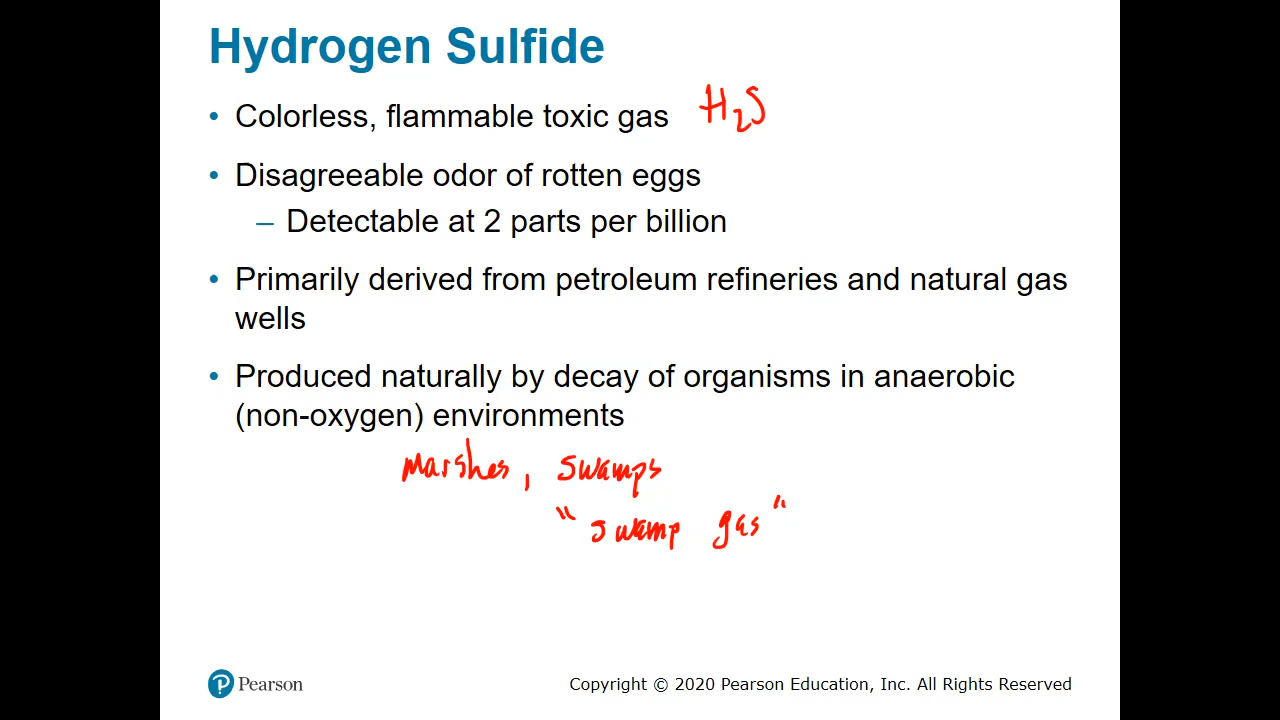 Hydrogen Sulfide
• Colorless, flammable toxic gas H₂S
• Disagreeable odor of rotten eggs
– Detectable at 2 parts per billion
• Primarily derived from petroleum refineries and natural gas
wells
• Produced naturally by decay of organisms in anaerobic
(non-oxygen) environments
Marshes, swamps
"swamp gas"
Pearson
Copyright © 2020 Pearson Education, Inc. All Rights Reserved